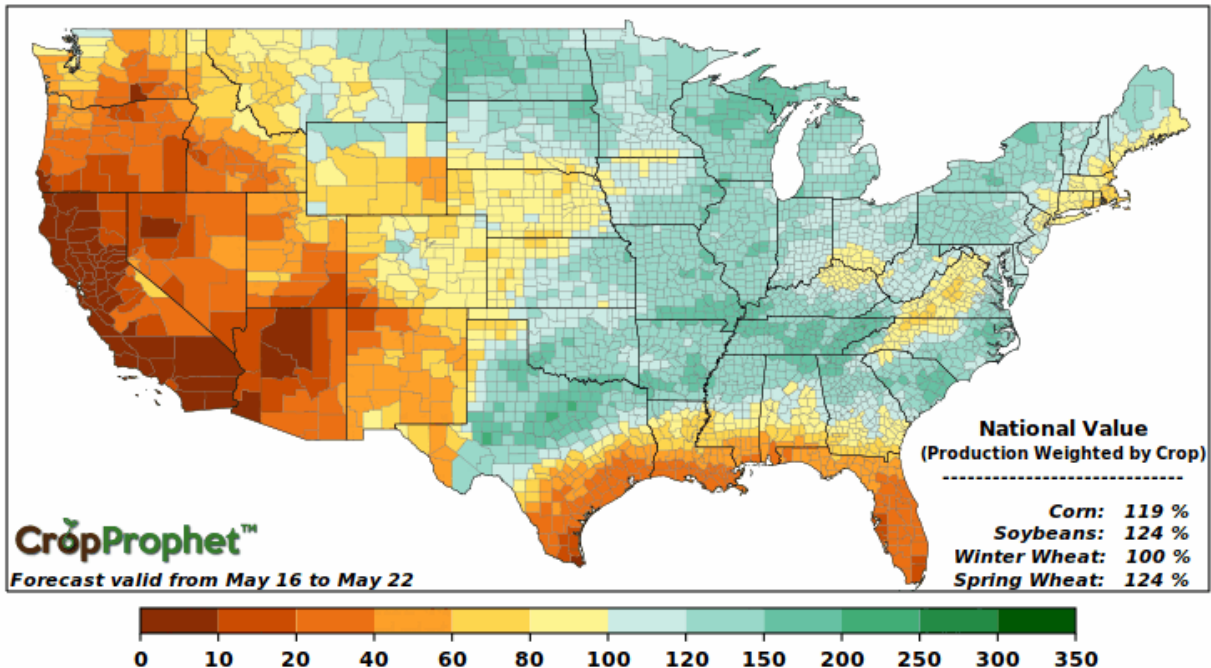 National Value
(Production Weighted by Crop)
------------------------------
Corn: 119 %
Soybeans: 124 %
Winter Wheat: 100 %
Spring Wheat: 124 %
CropProphet™
Forecast valid from May 16 to May 22
0 10 20 40 60 80 100 120 150 200 250 300 350